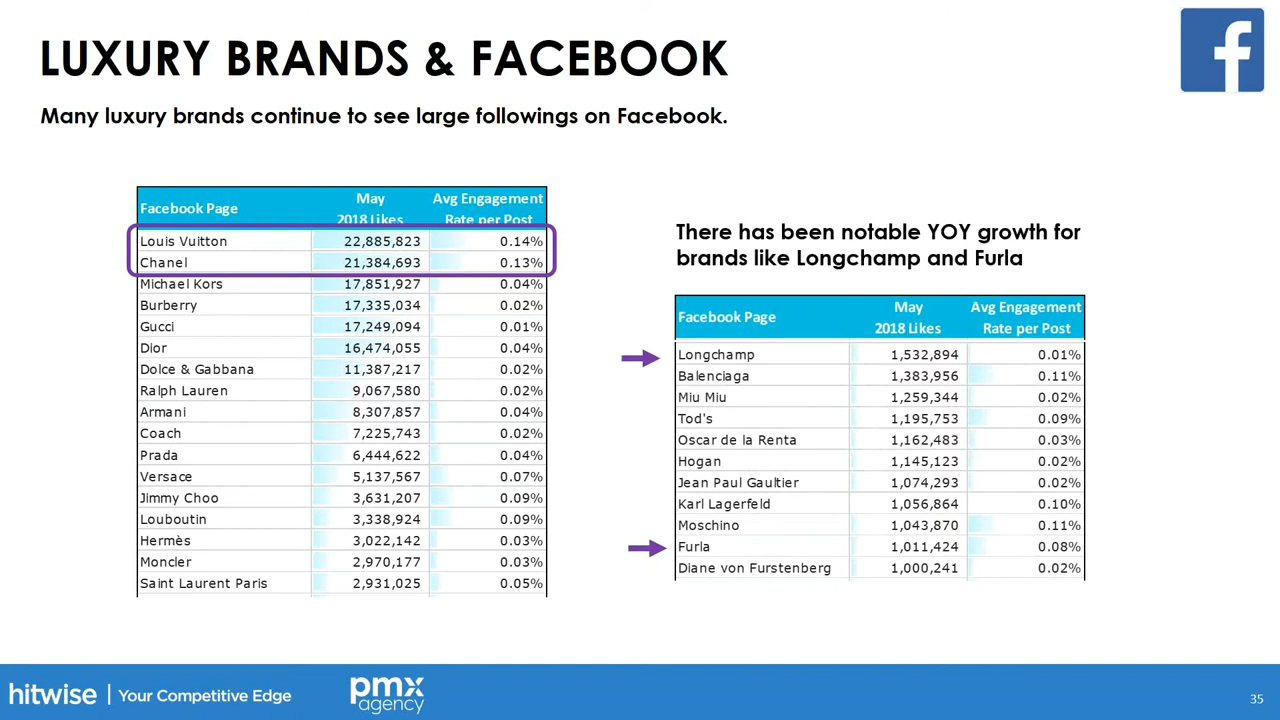 LUXURY BRANDS & FACEBOOK
Many luxury brands continue to see large followings on Facebook.
Facebook Page May 2018 Likes Avg Engagement Rate per Post
Louis Vuitton 22,885,823 0.14%
Chanel 21,384,693 0.13%
Michael Kors 17,851,927 0.04%
Burberry 17,335,034 0.02%
Gucci 17,249,094 0.01%
Dior 16,474,055 0.04%
Dolce & Gabbana 11,387,217 0.02%
Ralph Lauren 9,067,580 0.02%
Armani 8,307,857 0.04%
Coach 7,225,743 0.02%
Prada 6,444,622 0.04%
Versace 5,137,567 0.07%
Jimmy Choo 3,631,207 0.09%
Louboutin 3,338,924 0.09%
Hermès 3,022,142 0.03%
Moncler 2,970,177 0.03%
Saint Laurent Paris 2,931,025 0.05%
There has been notable YOY growth for
brands like Longchamp and Furla
Facebook Page May 2018 Likes Avg Engagement Rate per Post
Longchamp 1,532,894 0.01%
Balenciaga 1,383,956 0.11%
Miu Miu 1,259,344 0.02%
Tod's 1,195,753 0.09%
Oscar de la Renta 1,162,483 0.03%
Hogan 1,145,123 0.02%
Jean Paul Gaultier 1,074,293 0.02%
Karl Lagerfeld 1,056,864 0.10%
Moschino 1,043,870 0.11%
Furla 1,011,424 0.08%
Diane von Furstenberg 1,000,241 0.02%
hitwise | Your Competitive Edge
pmx
agency
35